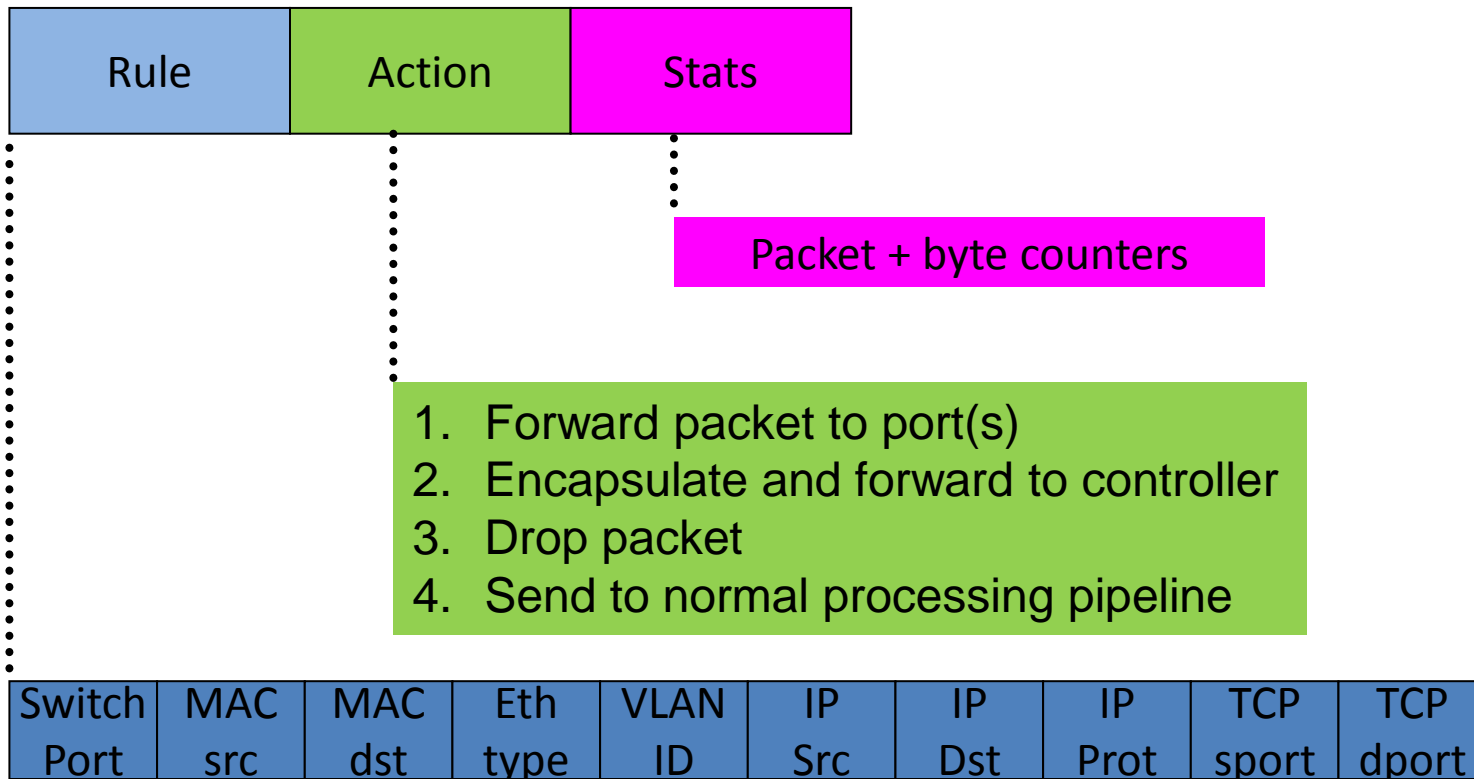 Rule Action Stats
Packet + byte counters
1. Forward packet to port(s)
2. Encapsulate and forward to controller
3. Drop packet
4. Send to normal processing pipeline
Switch MAC MAC Eth VLAN IP IP IP TCP TCP
Port src dst type ID Src Dst Prot sport dport